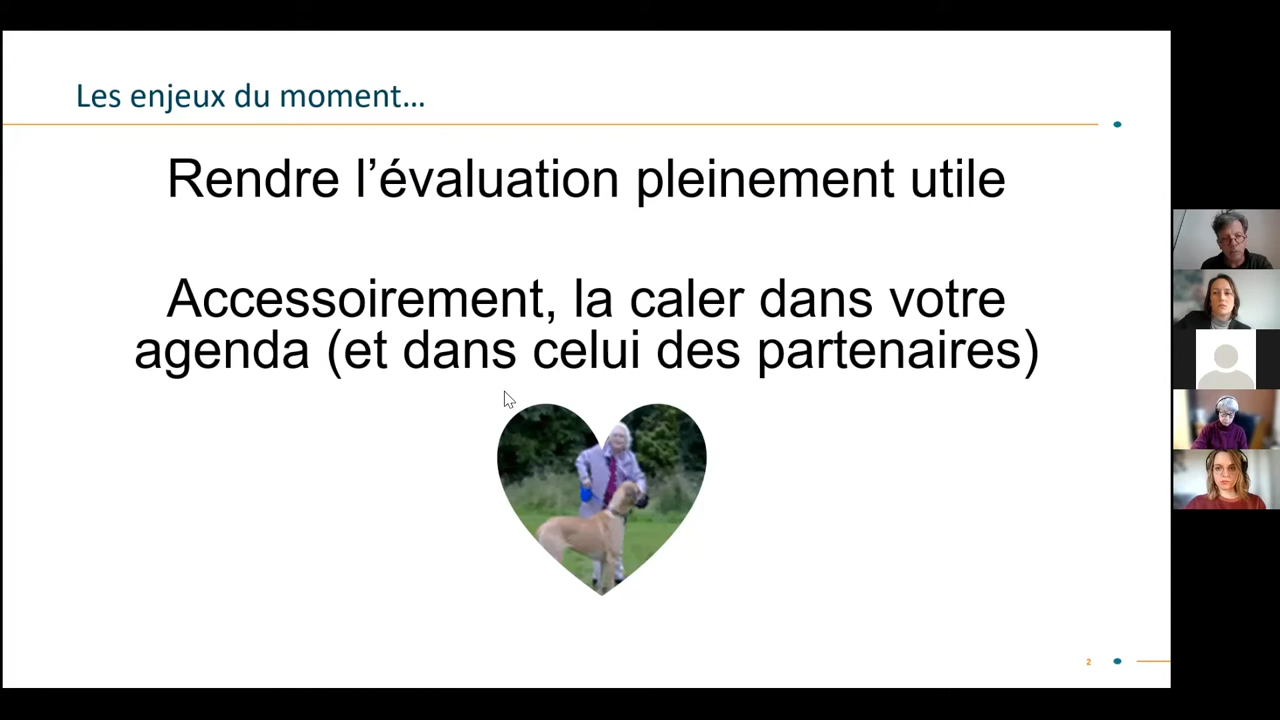 Les enjeux du moment…
Rendre l’évaluation pleinement utile
Accessoirement, la caler dans votre
agenda (et dans celui des partenaires)
2